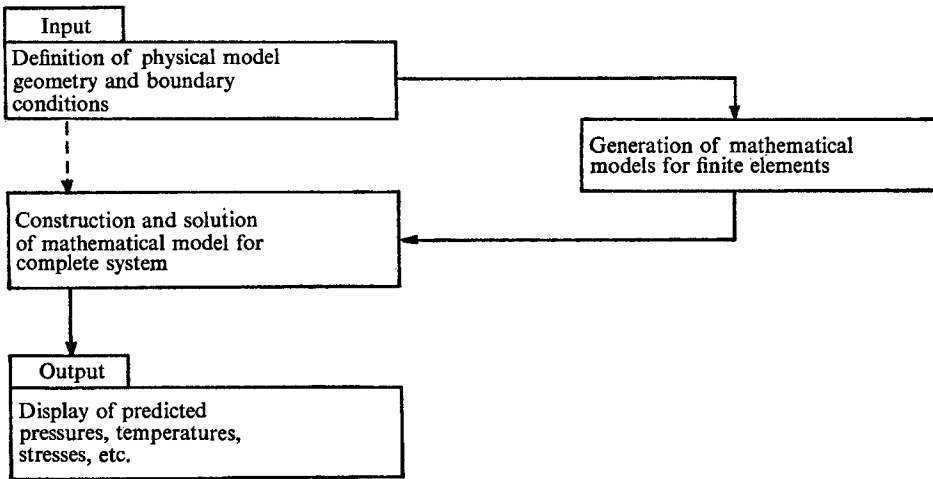 Input
Definition of physical model
geometry and boundary
conditions
Generation of mathematical
models for finite elements
Construction and solution
of mathematical model for
complete system
Output
Display of predicted
pressures, temperatures,
stresses, etc.